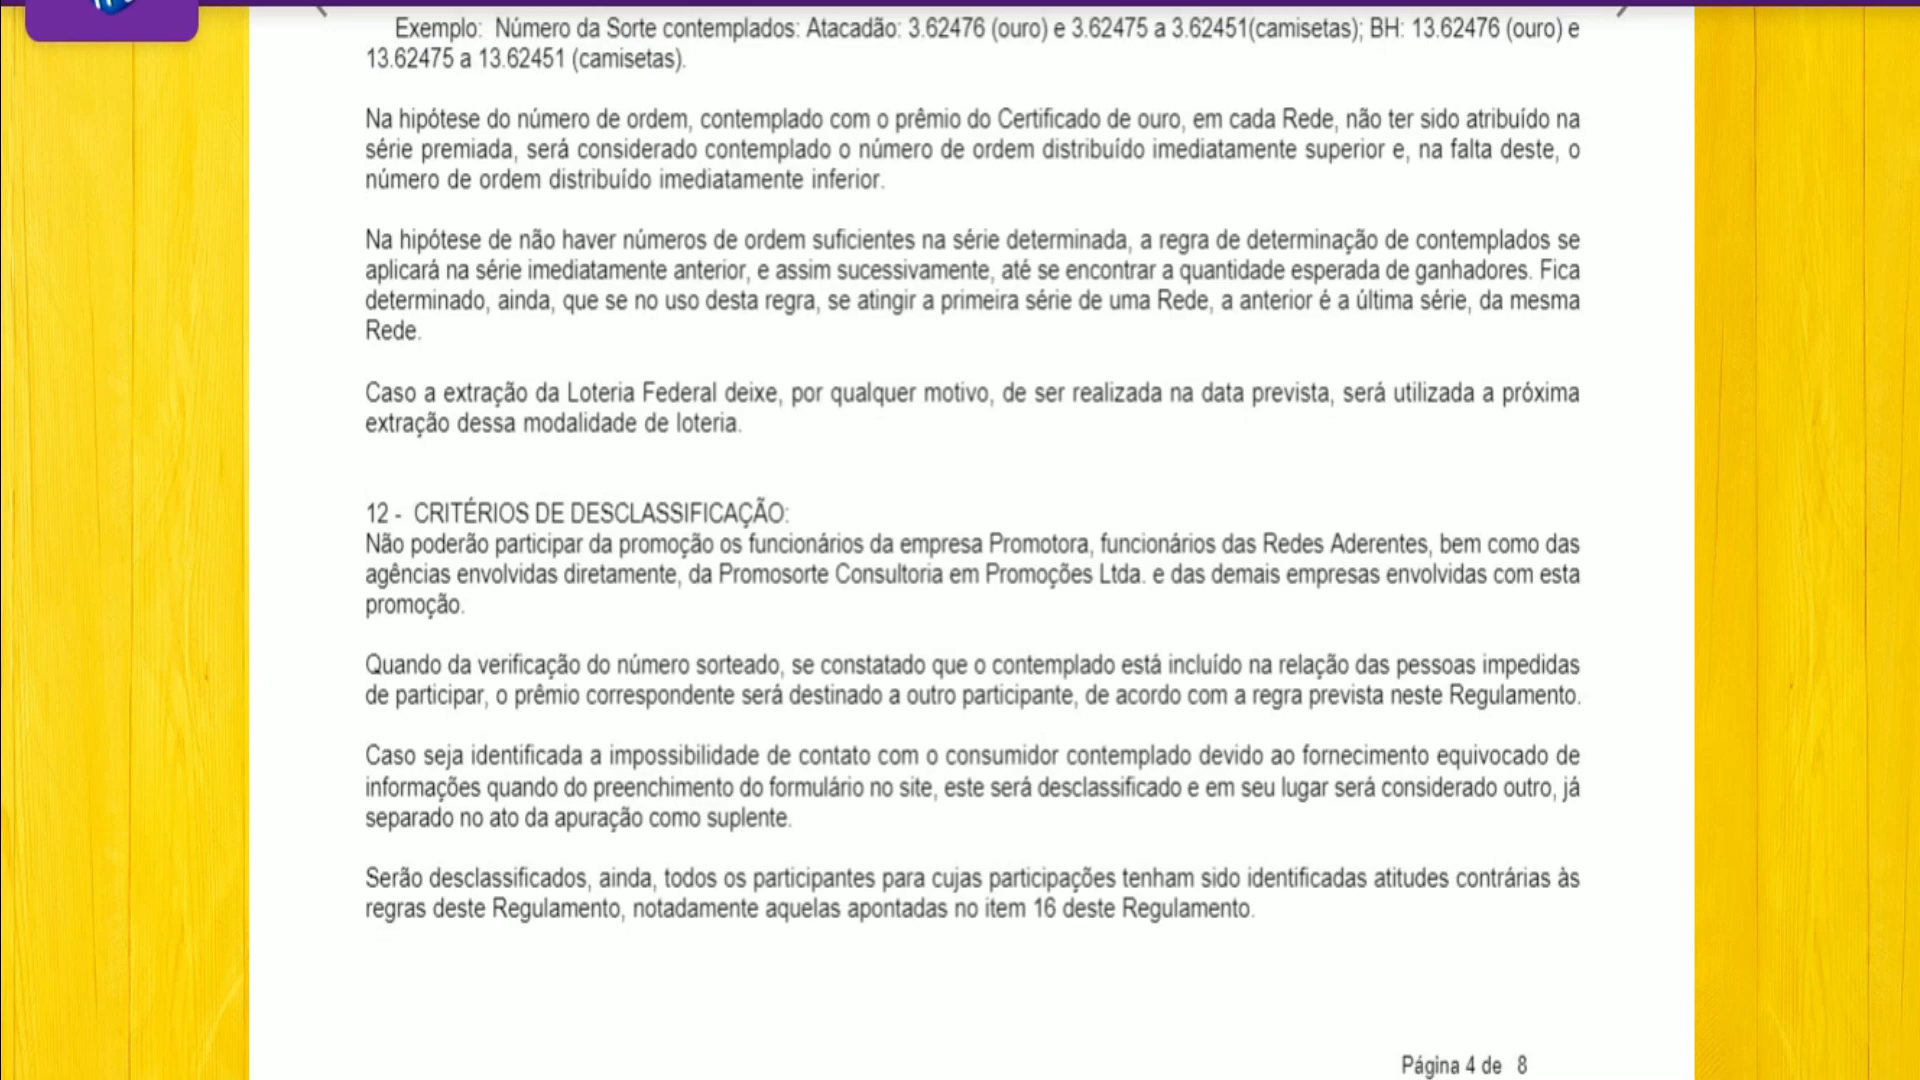 Exemplo: Número da Sorte contemplados: Atacadão: 3.62476 (ouro) e 3.62475 a 3.62451(camisetas); BH: 13.62476 (ouro) e
13.62475 a 13.62451 (camisetas).
Na hipótese do número de ordem, contemplado com o prêmio do Certificado de ouro, em cada Rede, não ter sido atribuído na
série premiada, será considerado contemplado o número de ordem distribuído imediatamente superior e, na falta deste, o
número de ordem distribuído imediatamente inferior.
Na hipótese de não haver números de ordem suficientes na série determinada, a regra de determinação de contemplados se
aplicará na série imediatamente anterior, e assim sucessivamente, até se encontrar a quantidade esperada de ganhadores. Fica
determinado, ainda, que se no uso desta regra, se atingir a primeira série de uma Rede, a anterior é a última série, da mesma
Rede.
Caso a extração da Loteria Federal deixe, por qualquer motivo, de ser realizada na data prevista, será utilizada a próxima
extração dessa modalidade de loteria.
12 - CRITÉRIOS DE DESCLASSIFICAÇÃO:
Não poderão participar da promoção os funcionários da empresa Promotora, funcionários das Redes Aderentes, bem como das
agências envolvidas diretamente, da Promosorte Consultoria em Promoções Ltda. e das demais empresas envolvidas com esta
promoção.
Quando da verificação do número sorteado, se constatado que o contemplado está incluído na relação das pessoas impedidas
de participar, o prêmio correspondente será destinado a outro participante, de acordo com a regra prevista neste Regulamento.
Caso seja identificada a impossibilidade de contato com o consumidor contemplado devido ao fornecimento equivocado de
informações quando do preenchimento do formulário no site, este será desclassificado e em seu lugar será considerado outro, já
separado no ato da apuração como suplente.
Serão desclassificados, ainda, todos os participantes para cujas participações tenham sido identificadas atitudes contrárias às
regras deste Regulamento, notadamente aquelas apontadas no item 16 deste Regulamento.
Página 4 de 8